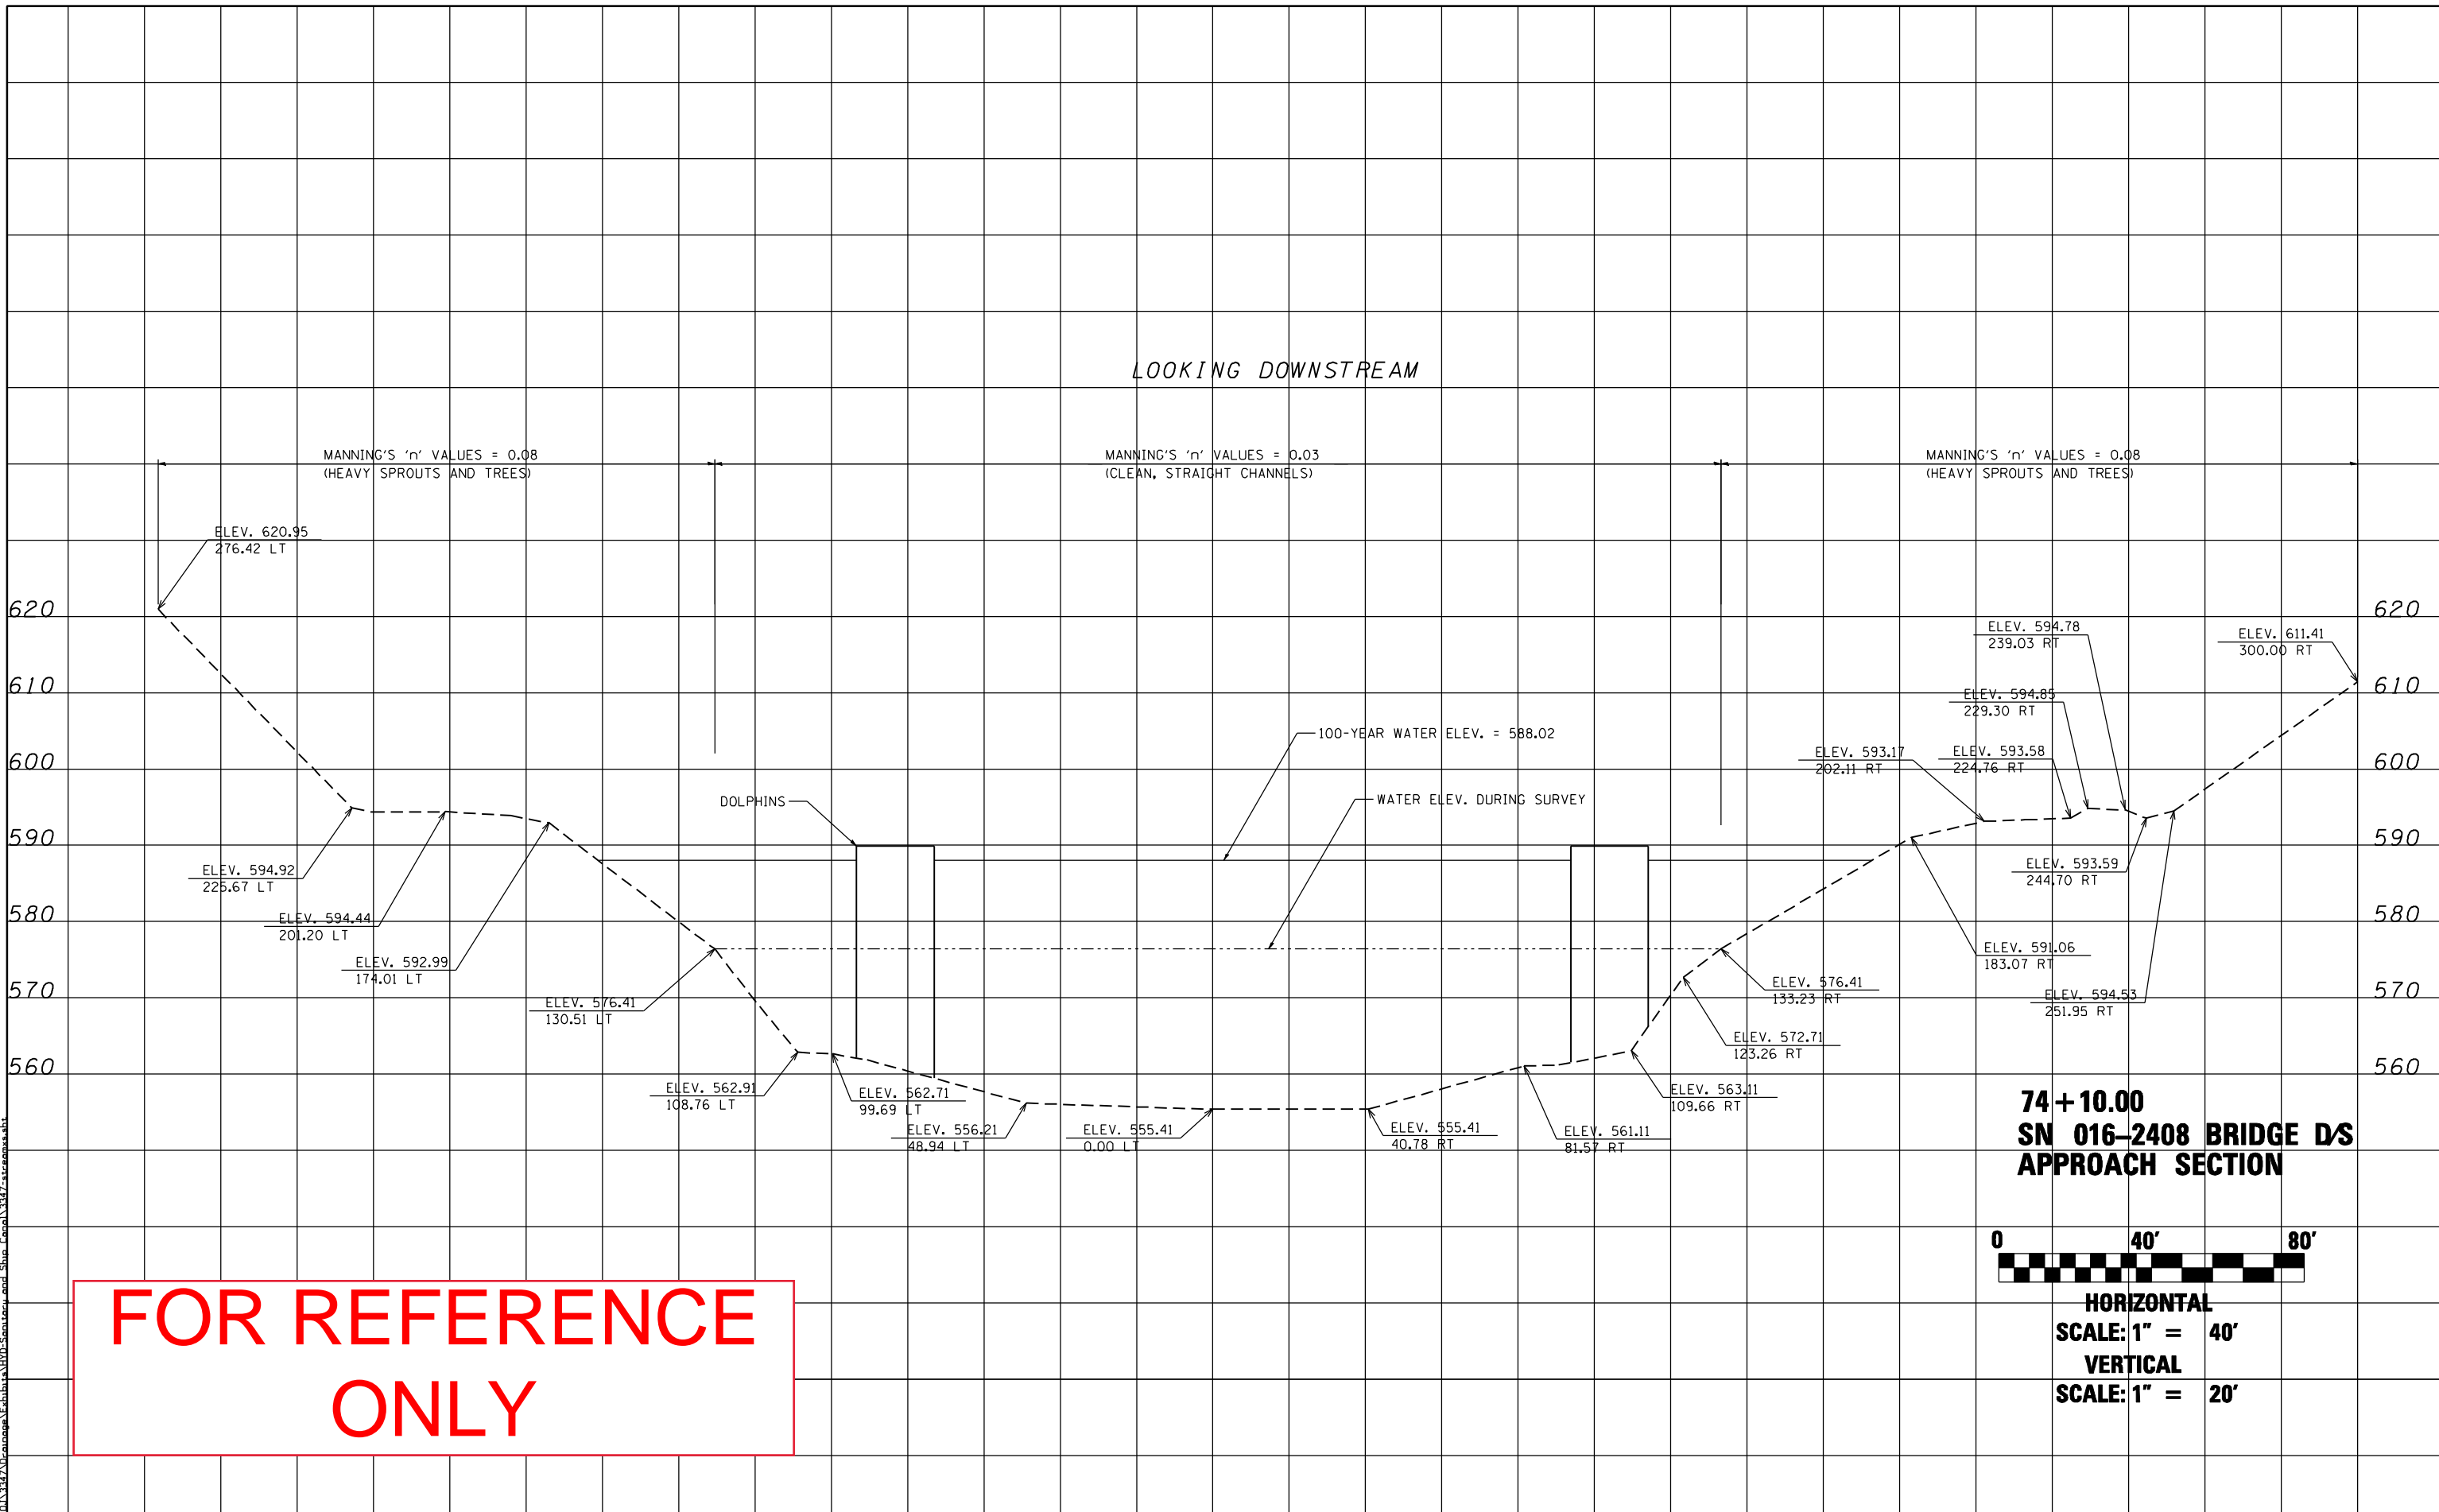 LOOKING DOWNSTREAM
MANNING'S 'n' VALUES = 0.08
(HEAVY SPROUTS AND TREES)
MANNING'S 'n' VALUES = 0.03
(CLEAN, STRAIGHT CHANNELS)
MANNING'S 'n' VALUES = 0.08
(HEAVY SPROUTS AND TREES)
ELEV. 620.95
276.42 LT
620
620
ELEV. 594.78
239.03 RT
ELEV. 611.41
300.00 RT
610
610
ELEV. 594.85
229.30 RT
100-YEAR WATER ELEV. = 588.02
ELEV. 593.17
202.11 RT
ELEV. 593.58
224.76 RT
600
600
DOLPHINS
WATER ELEV. DURING SURVEY
590
590
ELEV. 594.92
225.67 LT
ELEV. 593.59
244.70 RT
580
580
ELEV. 594.44
201.20 LT
ELEV. 592.99
174.01 LT
ELEV. 591.06
183.07 RT
570
570
ELEV. 576.41
130.51 LT
ELEV. 576.41
133.23 RT
ELEV. 594.53
251.95 RT
ELEV. 572.71
123.26 RT
560
560
ELEV. 562.91
108.76 LT
ELEV. 562.71
99.69 LT
ELEV. 563.11
109.66 RT
ELEV. 556.21
48.94 LT
ELEV. 555.41
0.00 LT
ELEV. 555.41
40.78 RT
ELEV. 561.11
81.57 RT
74+10.00
SN 016-2408 BRIDGE D/S
APPROACH SECTION
0 40' 80'
HORIZONTAL
SCALE: 1" = 40'
VERTICAL
SCALE: 1" = 20'
FOR REFERENCE
ONLY